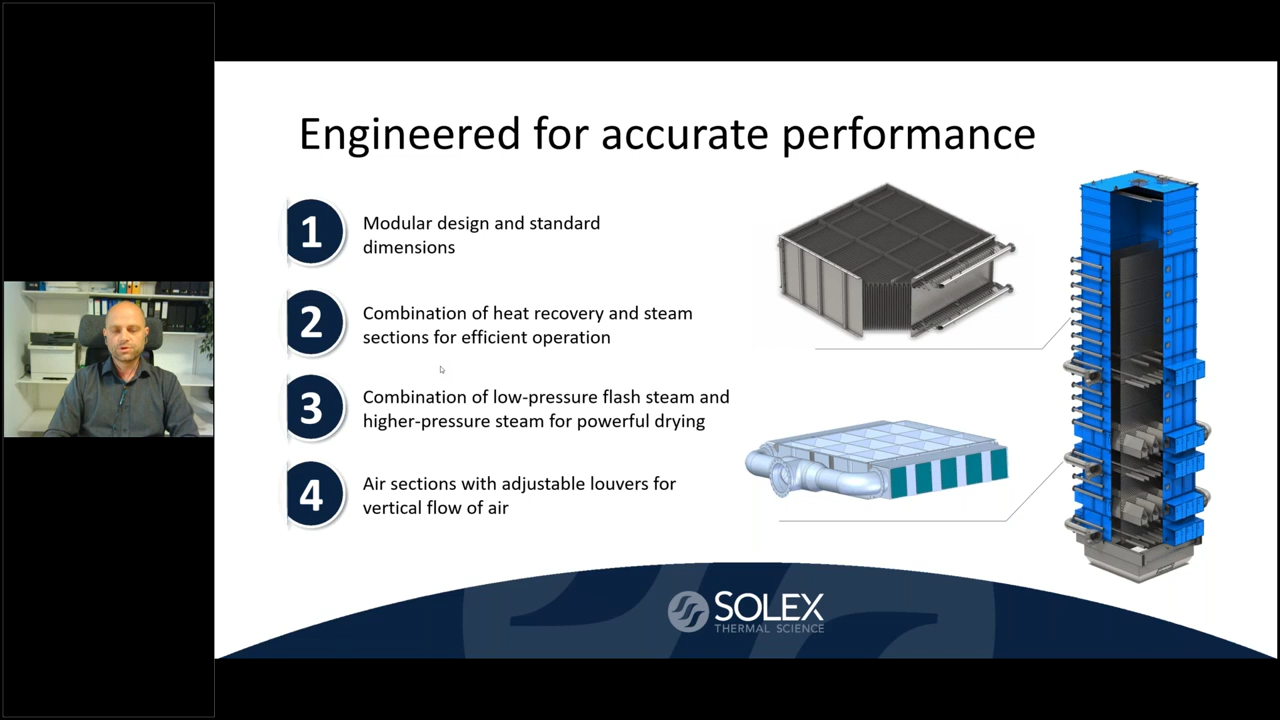 Engineered for accurate performance
1
Modular design and standard
dimensions
2
Combination of heat recovery and steam
sections for efficient operation
3
Combination of low-pressure flash steam and
higher-pressure steam for powerful drying
4
Air sections with adjustable louvers for
vertical flow of air
SOLEX
THERMAL SCIENCE